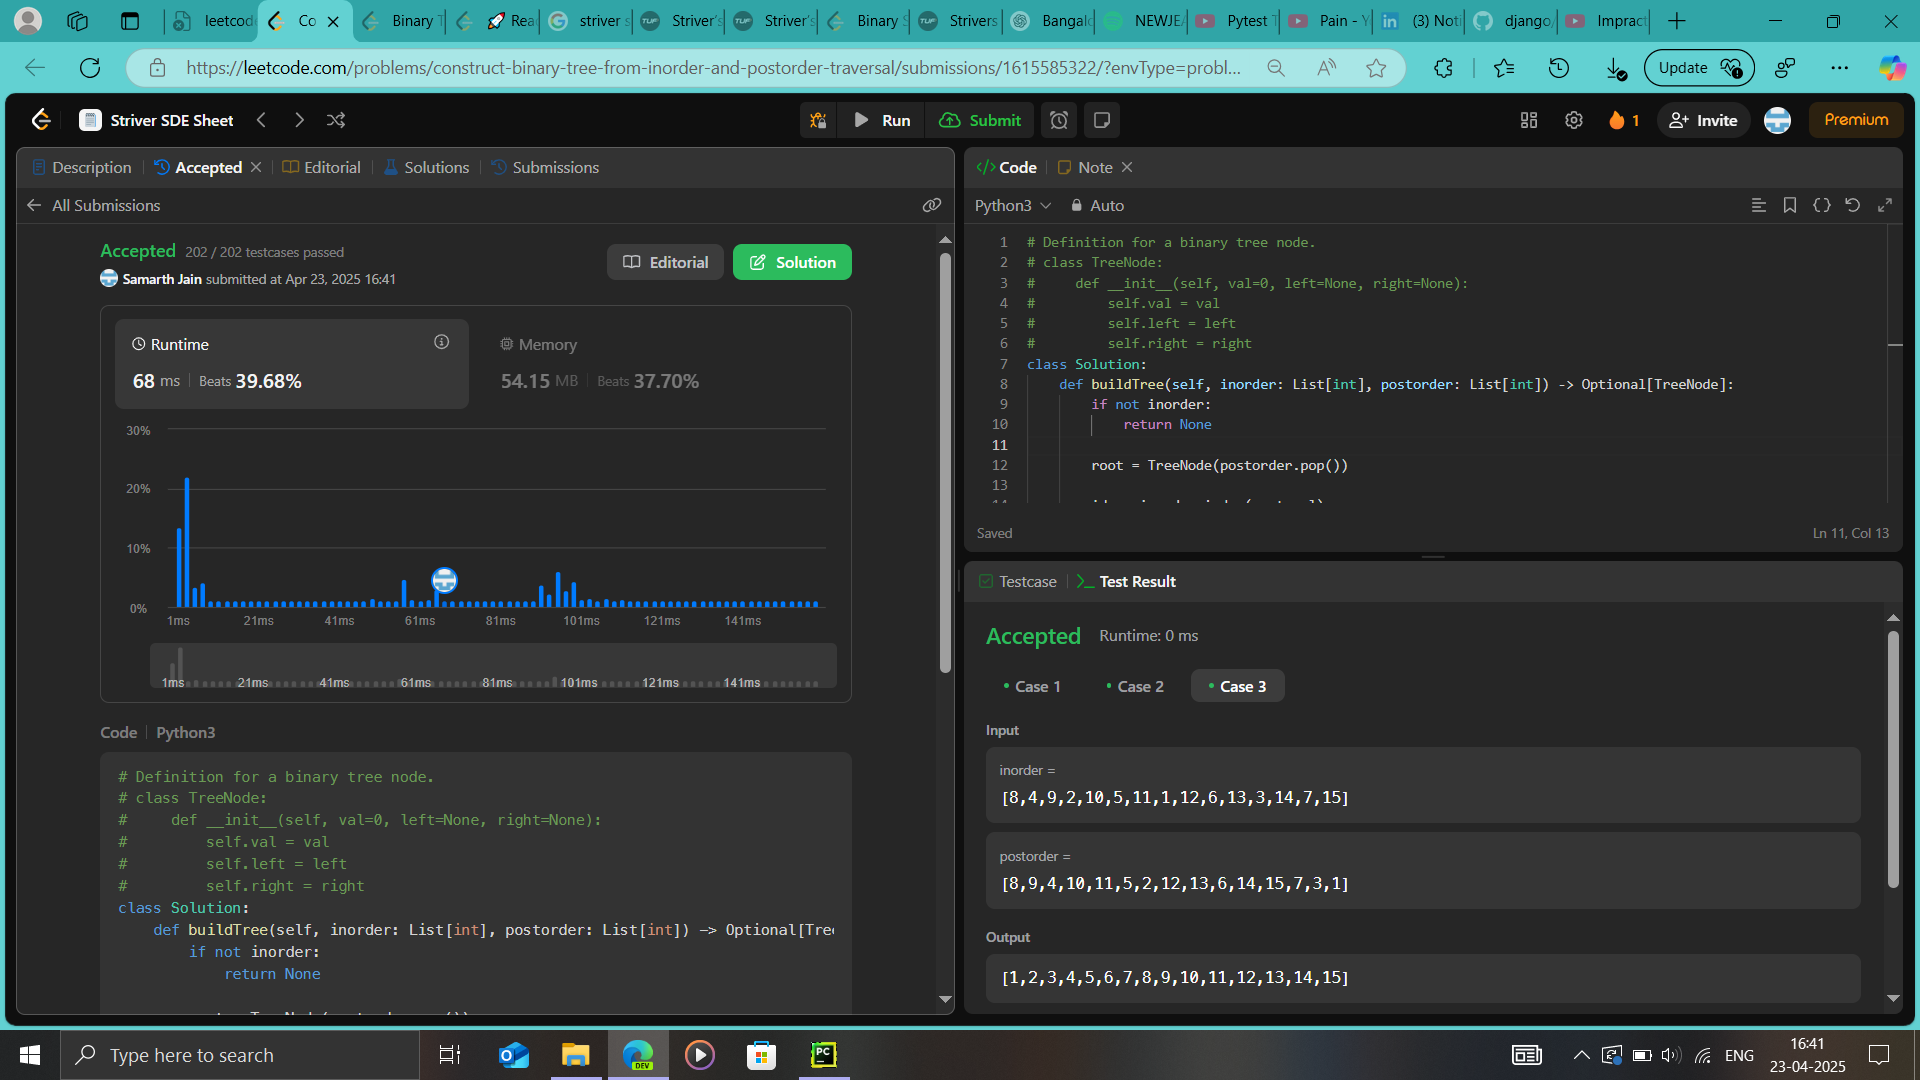 leetcod
Co
Binary T
Rea
striver s
Striver's
Striver's
Binary S
Strivers
Bangalo
NEWJEA
Pytest T
Pain - Y
(3) Noti
django/
Impract
https://leetcode.com/problems/construct-binary-tree-from-inorder-and-postorder-traversal/submissions/1615585322/?envType=probl...
Update
Striver SDE Sheet
Run
Submit
1
Invite
Premium
Description
Accepted
Editorial
Solutions
Submissions
All Submissions
Accepted 202 / 202 testcases passed
Samarth Jain submitted at Apr 23, 2025 16:41
Editorial
Solution
Runtime
68 ms Beats 39.68%
Memory
54.15 MB Beats 37.70%
30%
20%
10%
0%
1ms 21ms 41ms 61ms 81ms 101ms 121ms 141ms
1ms 21ms 41ms 61ms 81ms 101ms 121ms 141ms
Code Python3
# Definition for a binary tree node.
# class TreeNode:
#     def __init__(self, val=0, left=None, right=None):
#         self.val = val
#         self.left = left
#         self.right = right
class Solution:
    def buildTree(self, inorder: List[int], postorder: List[int]) -> Optional[Tree
        if not inorder:
            return None
Code
Note
Python3
Auto
1 # Definition for a binary tree node.
2 # class TreeNode:
3 #     def __init__(self, val=0, left=None, right=None):
4 #         self.val = val
5 #         self.left = left
6 #         self.right = right
7 class Solution:
8     def buildTree(self, inorder: List[int], postorder: List[int]) -> Optional[TreeNode]:
9         if not inorder:
10             return None
11
12         root = TreeNode(postorder.pop())
13
Saved
Ln 11, Col 13
Testcase
Test Result
Accepted Runtime: 0 ms
Case 1
Case 2
Case 3
Input
inorder =
[8,4,9,2,10,5,11,1,12,6,13,3,14,7,15]
postorder =
[8,9,4,10,11,5,2,12,13,6,14,15,7,3,1]
Output
[1,2,3,4,5,6,7,8,9,10,11,12,13,14,15]
Type here to search
DEV
PC
ENG
16:41
23-04-2025